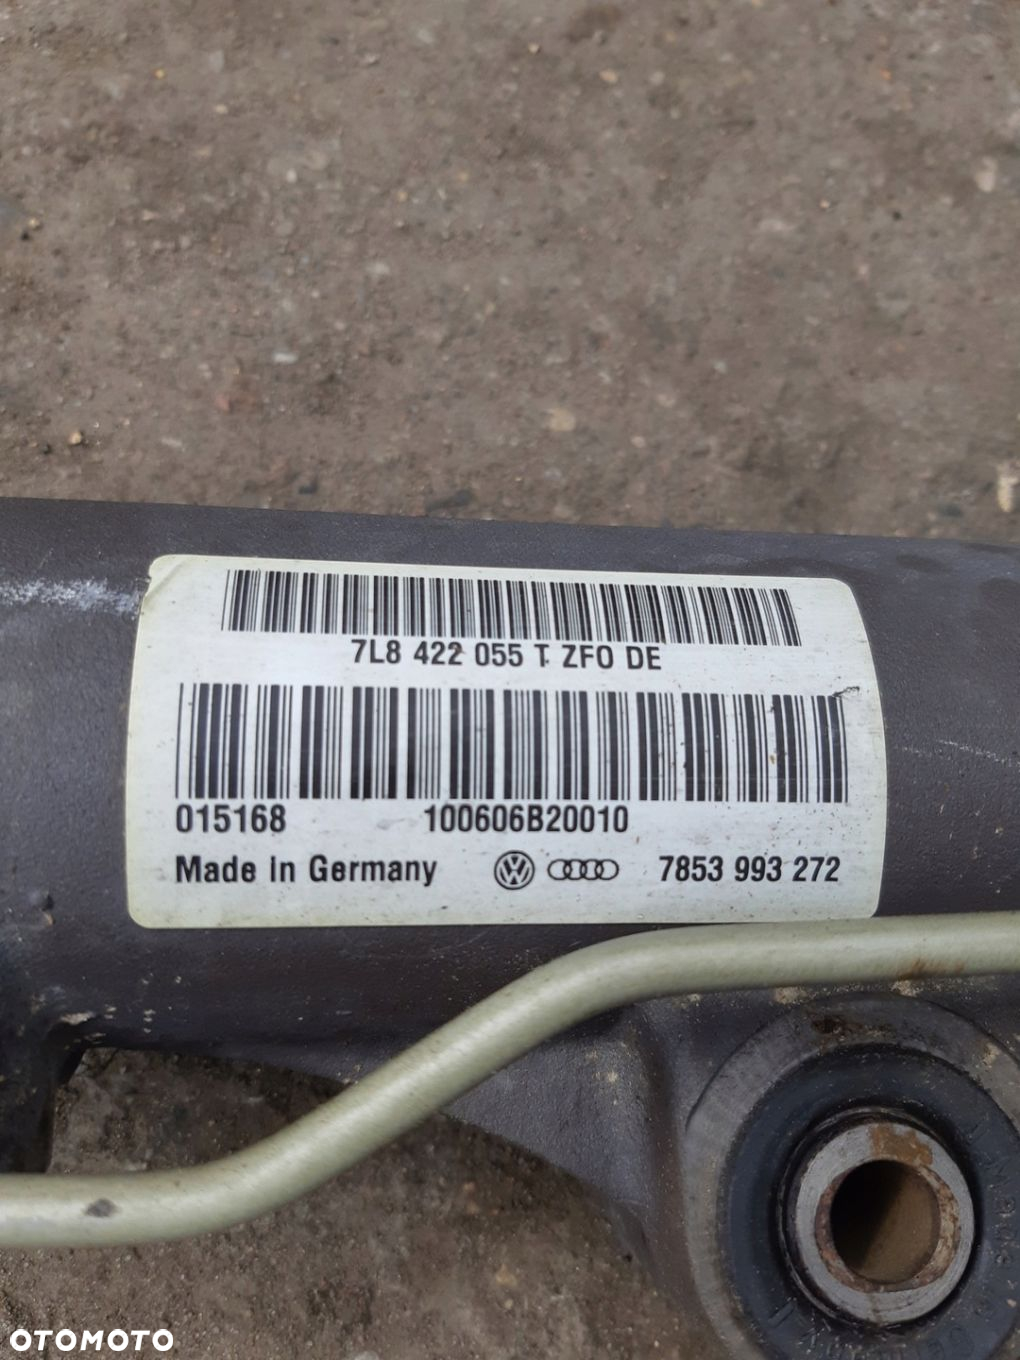 7L8 422 055 T ZFO DE
015168 100606B20010
Made In Germany 7853 993 272
OTOMOTO